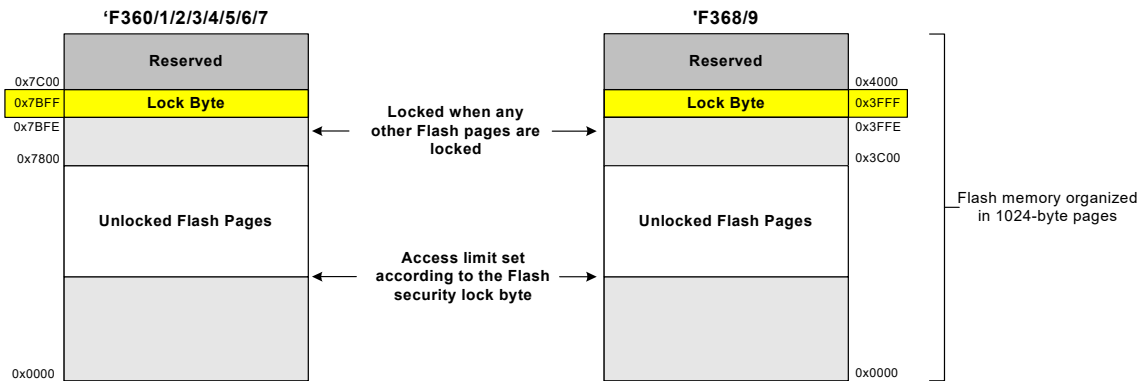 ‘F360/1/2/3/4/5/6/7
'F368/9
Reserved
Reserved
0x7C00
0x4000
0x7BFF
Lock Byte
Lock Byte
0x3FFF
0x7BFE
0x3FFE
Locked when any
other Flash pages are
locked
0x7800
0x3C00
Unlocked Flash Pages
Unlocked Flash Pages
Flash memory organized
in 1024-byte pages
Access limit set
according to the Flash
security lock byte
0x0000
0x0000